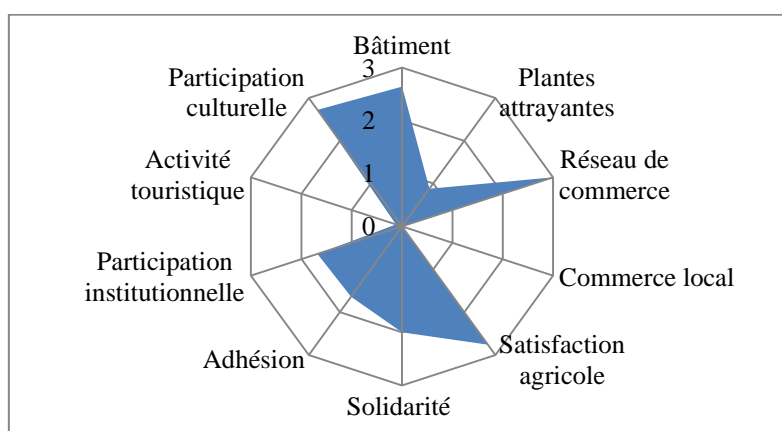 Bâtiment
3
2
1
0
Plantes
attrayantes
Réseau de
commerce
Commerce local
Satisfaction
agricole
Solidarité
Adhésion
Participation
institutionnelle
Activité
touristique
Participation
culturelle